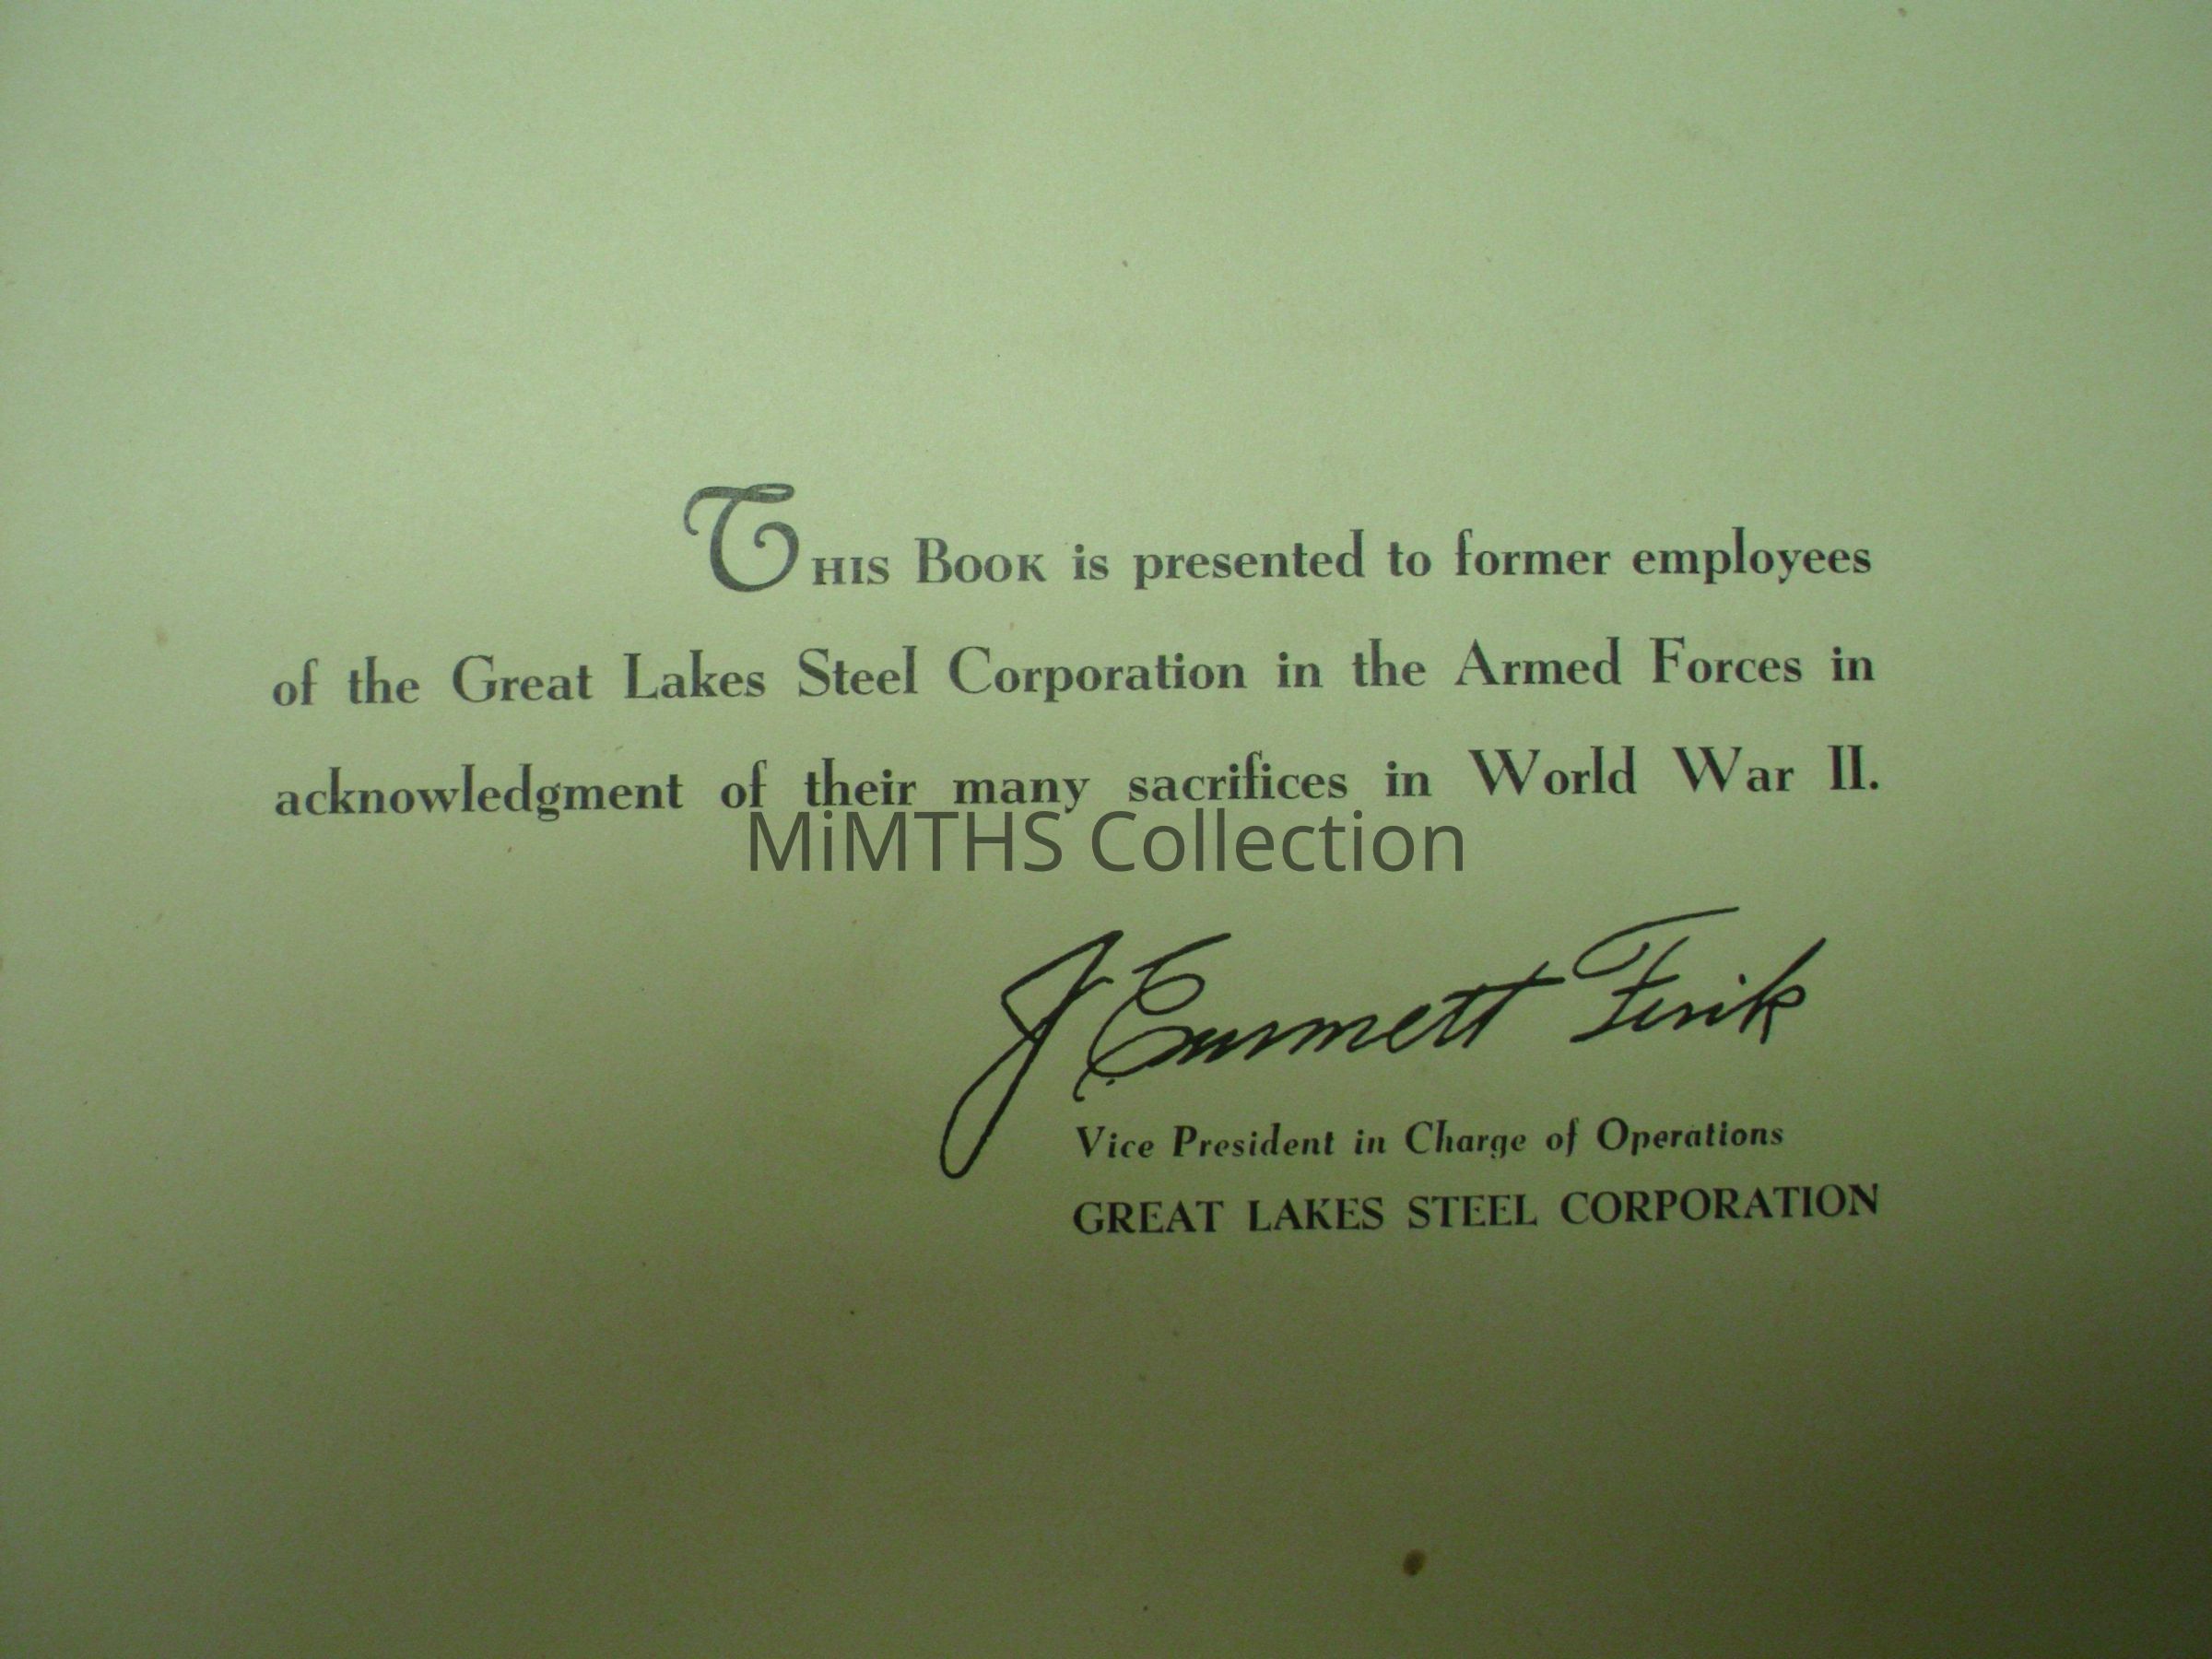 THIS BOOK is presented to former employees
of the Great Lakes Steel Corporation in the Armed Forces in
acknowledgment of their many sacrifices in World War II.
MiMTHS Collection
J Emmett
Vice President in Charge of Operations
GREAT LAKES STEEL CORPORATION